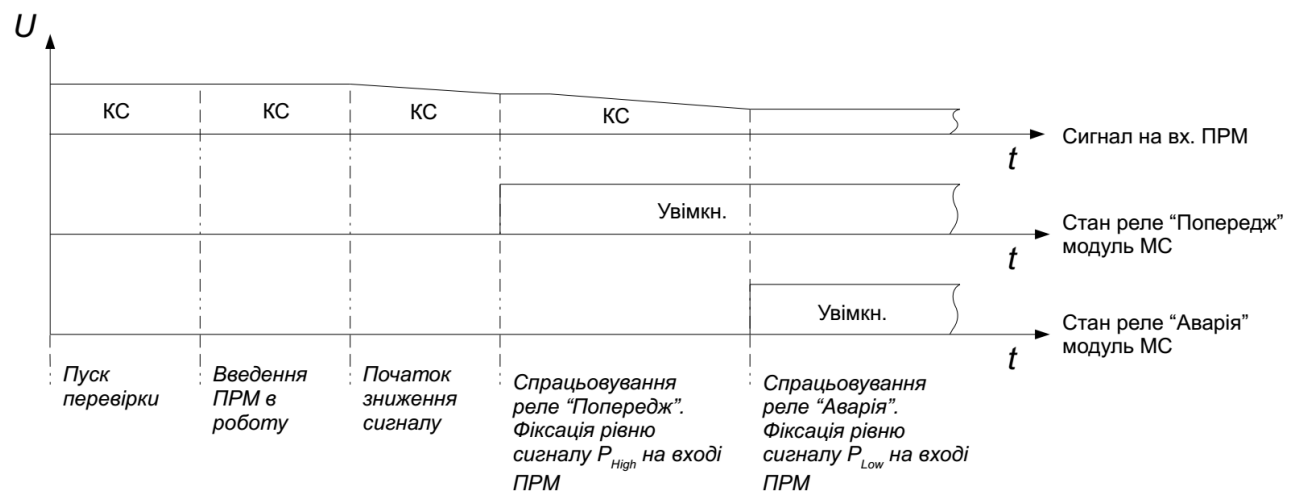 U
КС
КС
КС
КС
t
Сигнал на вх. ПРМ
Увімкн.
t
Стан реле “Попередж”
модуль МС
Увімкн.
t
Стан реле “Аварія”
модуль МС
Пуск
перевірки
Введення
ПРМ в
роботу
Початок
зниження
сигналу
Спрацьовування
реле “Попередж”.
Фіксація рівню
сигналу P_High на вході
ПРМ
Спрацьовування
реле “Аварія”.
Фіксація рівню
сигналу P_Low на вході
ПРМ